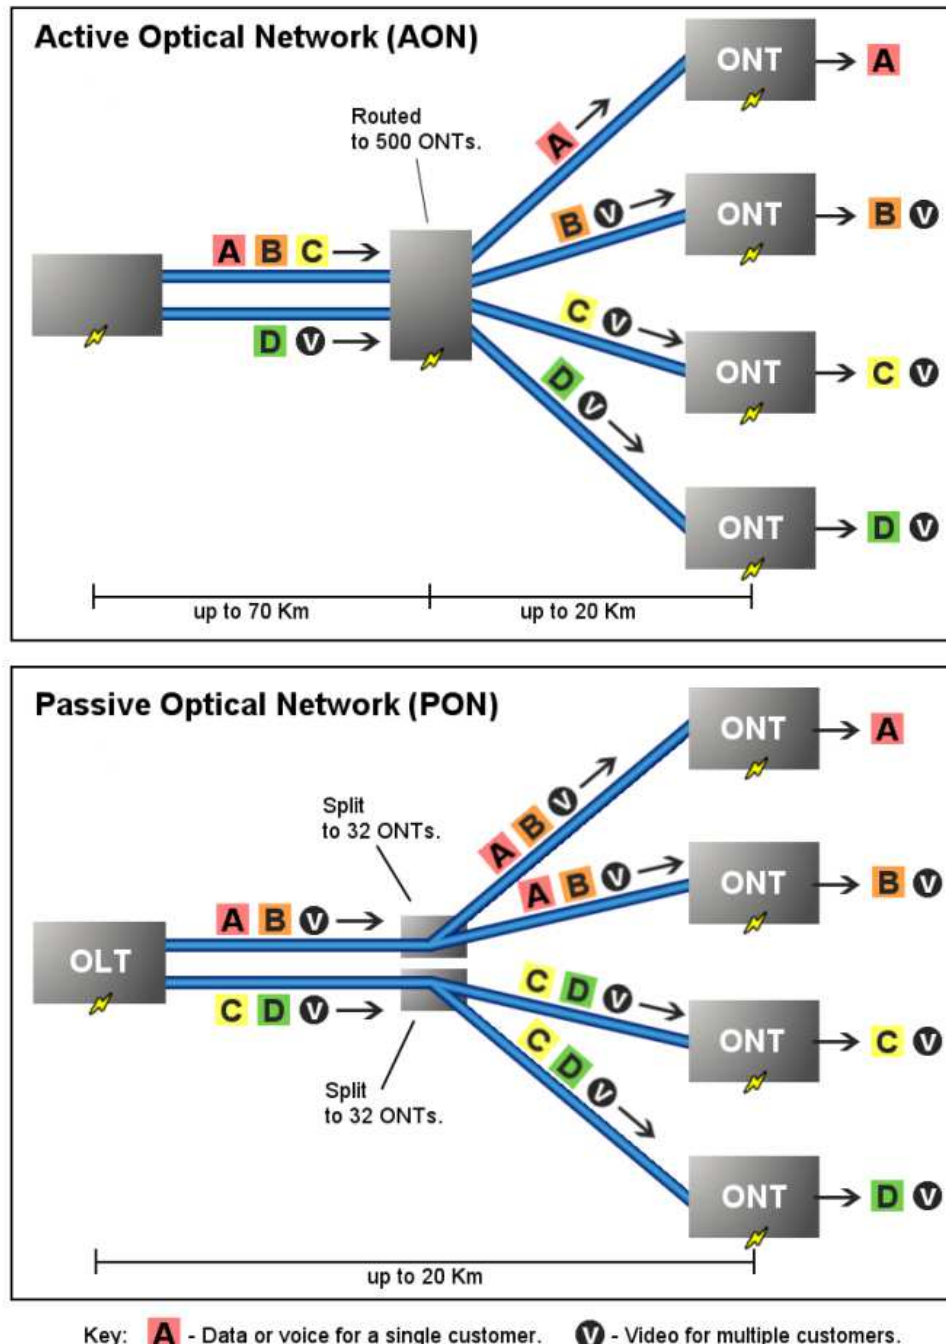 Active Optical Network (AON)
ONT
A
Routed
to 500 ONTs.
A
B V
ONT
B V
A B C
D V
C V
ONT
C V
D V
ONT
D V
up to 70 Km
up to 20 Km
Passive Optical Network (PON)
ONT
A
Split
to 32 ONTs.
A B V
A B V
ONT
B V
A B V
OLT
C D V
C D V
ONT
C V
C D V
Split
to 32 ONTs.
ONT
D V
up to 20 Km
Key: A - Data or voice for a single customer. V - Video for multiple customers.